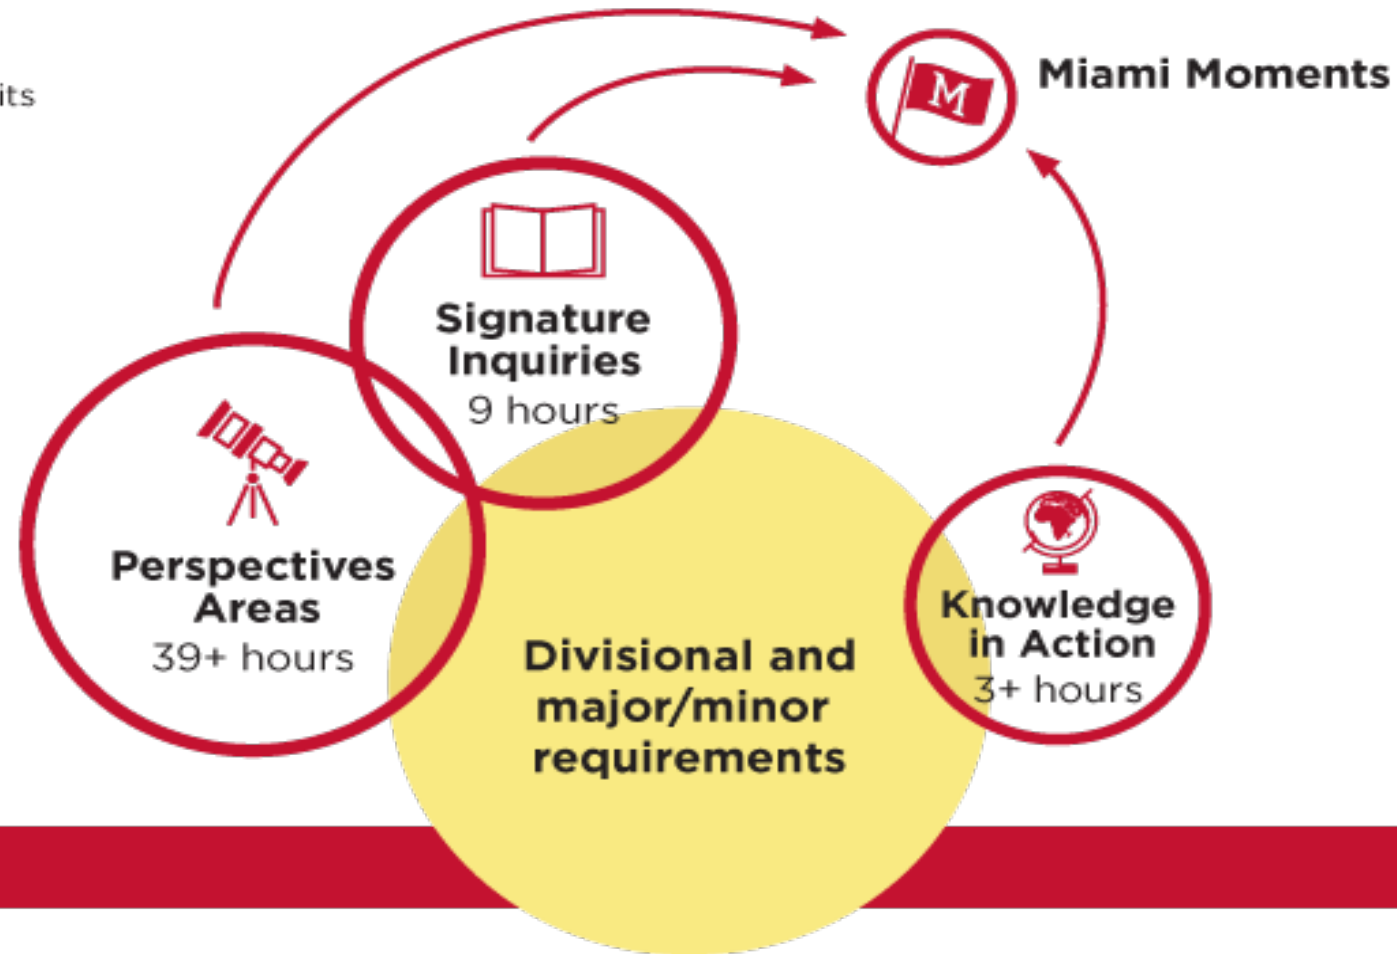 its
M
Miami Moments
Signature
Inquiries
9 hours
Perspectives
Areas
39+ hours
Knowledge
in Action
3+ hours
Divisional and
major/minor
requirements